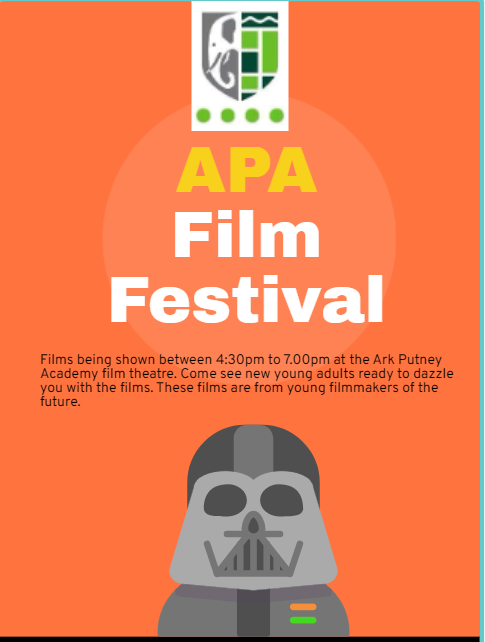 APA
Film
Festival
Films being shown between 4:30pm to 7.00pm at the Ark Putney
Academy film theatre. Come see new young adults ready to dazzle
you with the films. These films are from young filmmakers of the
future.